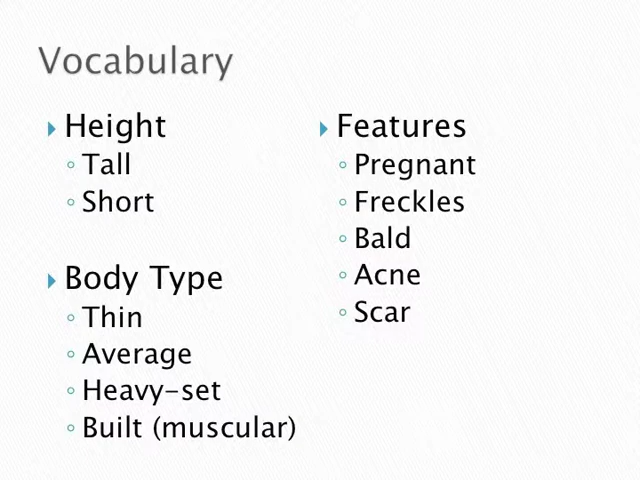 Vocabulary
Height
Tall
Short
Body Type
Thin
Average
Heavy-set
Built (muscular)
Features
Pregnant
Freckles
Bald
Acne
Scar